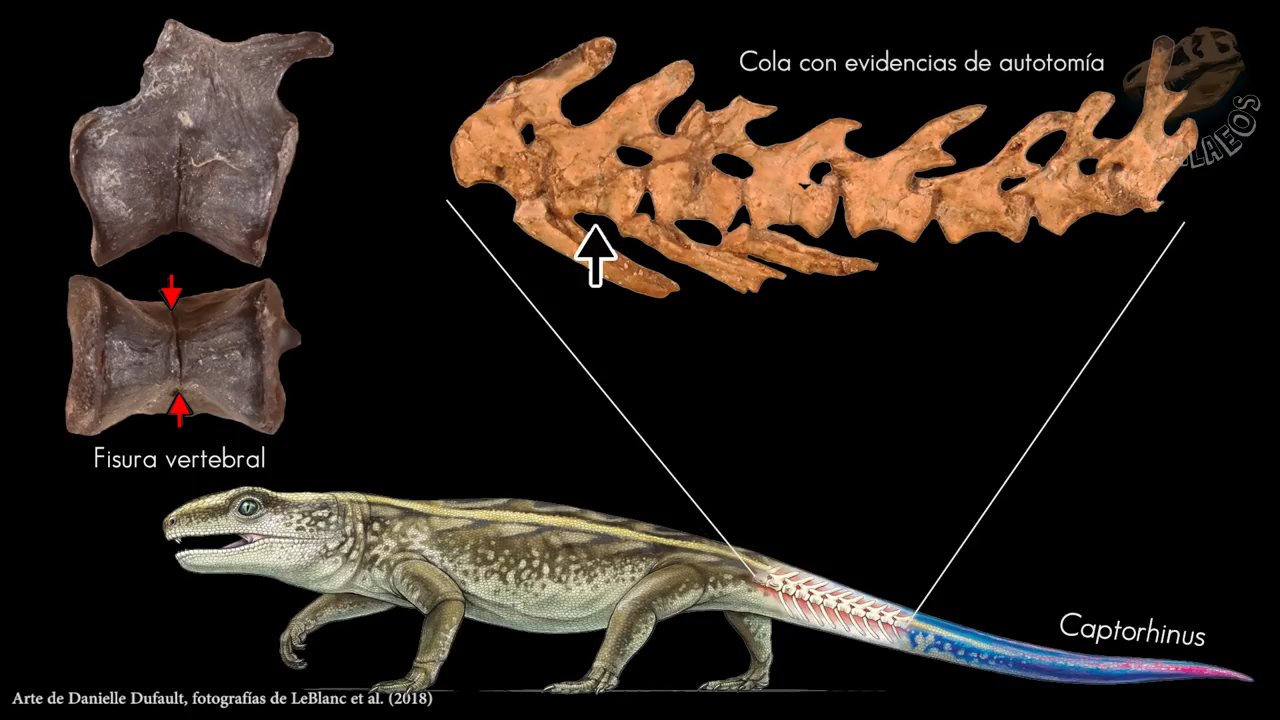 Cola con evidencias de autotomía
Fisura vertebral
Captorhinus
Arte de Danielle Dufault, fotografías de LeBlanc et al. (2018)